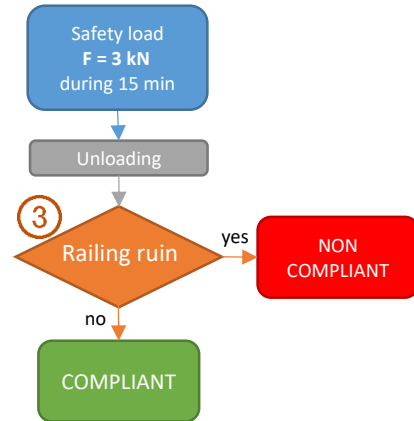 Safety load
F = 3 kN
during 15 min
Unloading
3
Railing ruin
yes
NON
COMPLIANT
no
COMPLIANT